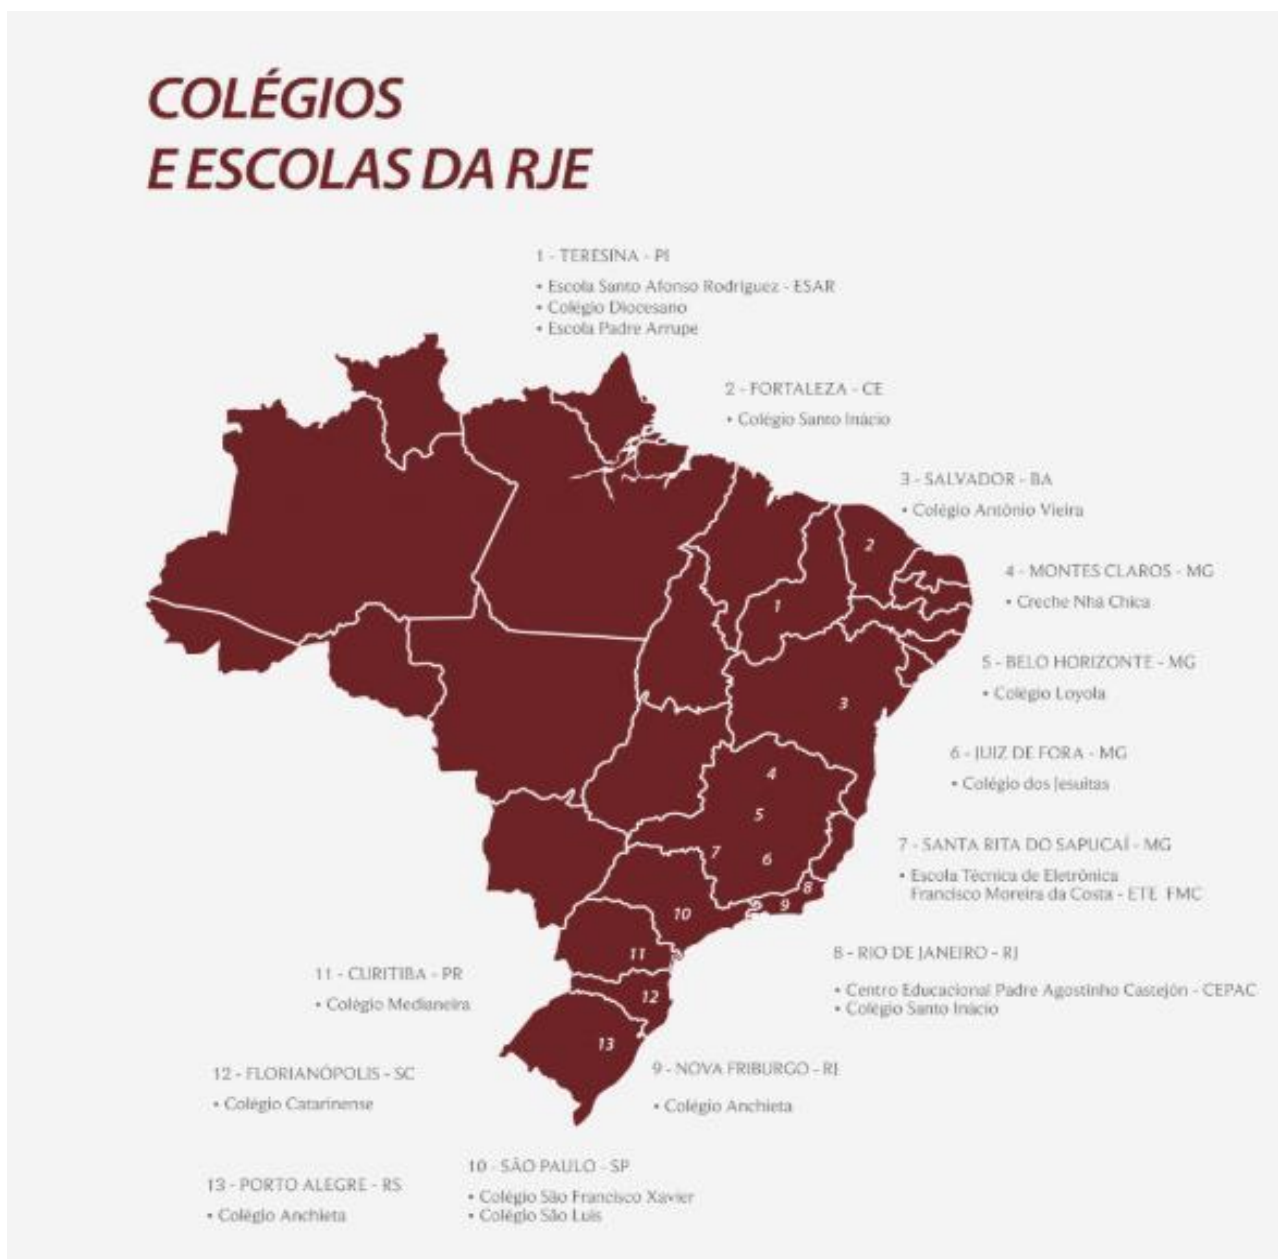 COLÉGIOS
E ESCOLAS DA RJE
1 - TERESINA - PI
• Escola Santo Afonso Rodriguez - ESAR
• Colégio Diocesano
• Escola Padre Arrupe
2 - FORTALEZA - CE
• Colégio Santo Inácio
3 - SALVADOR - BA
• Colégio Antônio Vieira
4 - MONTES CLAROS - MG
• Creche Nhá Chica
5 - BELO HORIZONTE - MG
• Colégio Loyola
6 - JUIZ DE FORA - MG
• Colégio dos Jesuítas
7 - SANTA RITA DO SAPUCAÍ - MG
• Escola Técnica de Eletrônica
Francisco Moreira da Costa - ETE FMC
8 - RIO DE JANEIRO - RJ
• Centro Educacional Padre Agostinho Castejón - CEPAC
• Colégio Santo Inácio
9 - NOVA FRIBURGO - RJ
• Colégio Anchieta
10 - SÃO PAULO - SP
• Colégio São Francisco Xavier
• Colégio São Luis
11 - CURITIBA - PR
• Colégio Medianeira
12 - FLORIANÓPOLIS - SC
• Colégio Catarinense
13 - PORTO ALEGRE - RS
• Colégio Anchieta
2
1
3
4
5
7
6
8
9
10
11
12
13